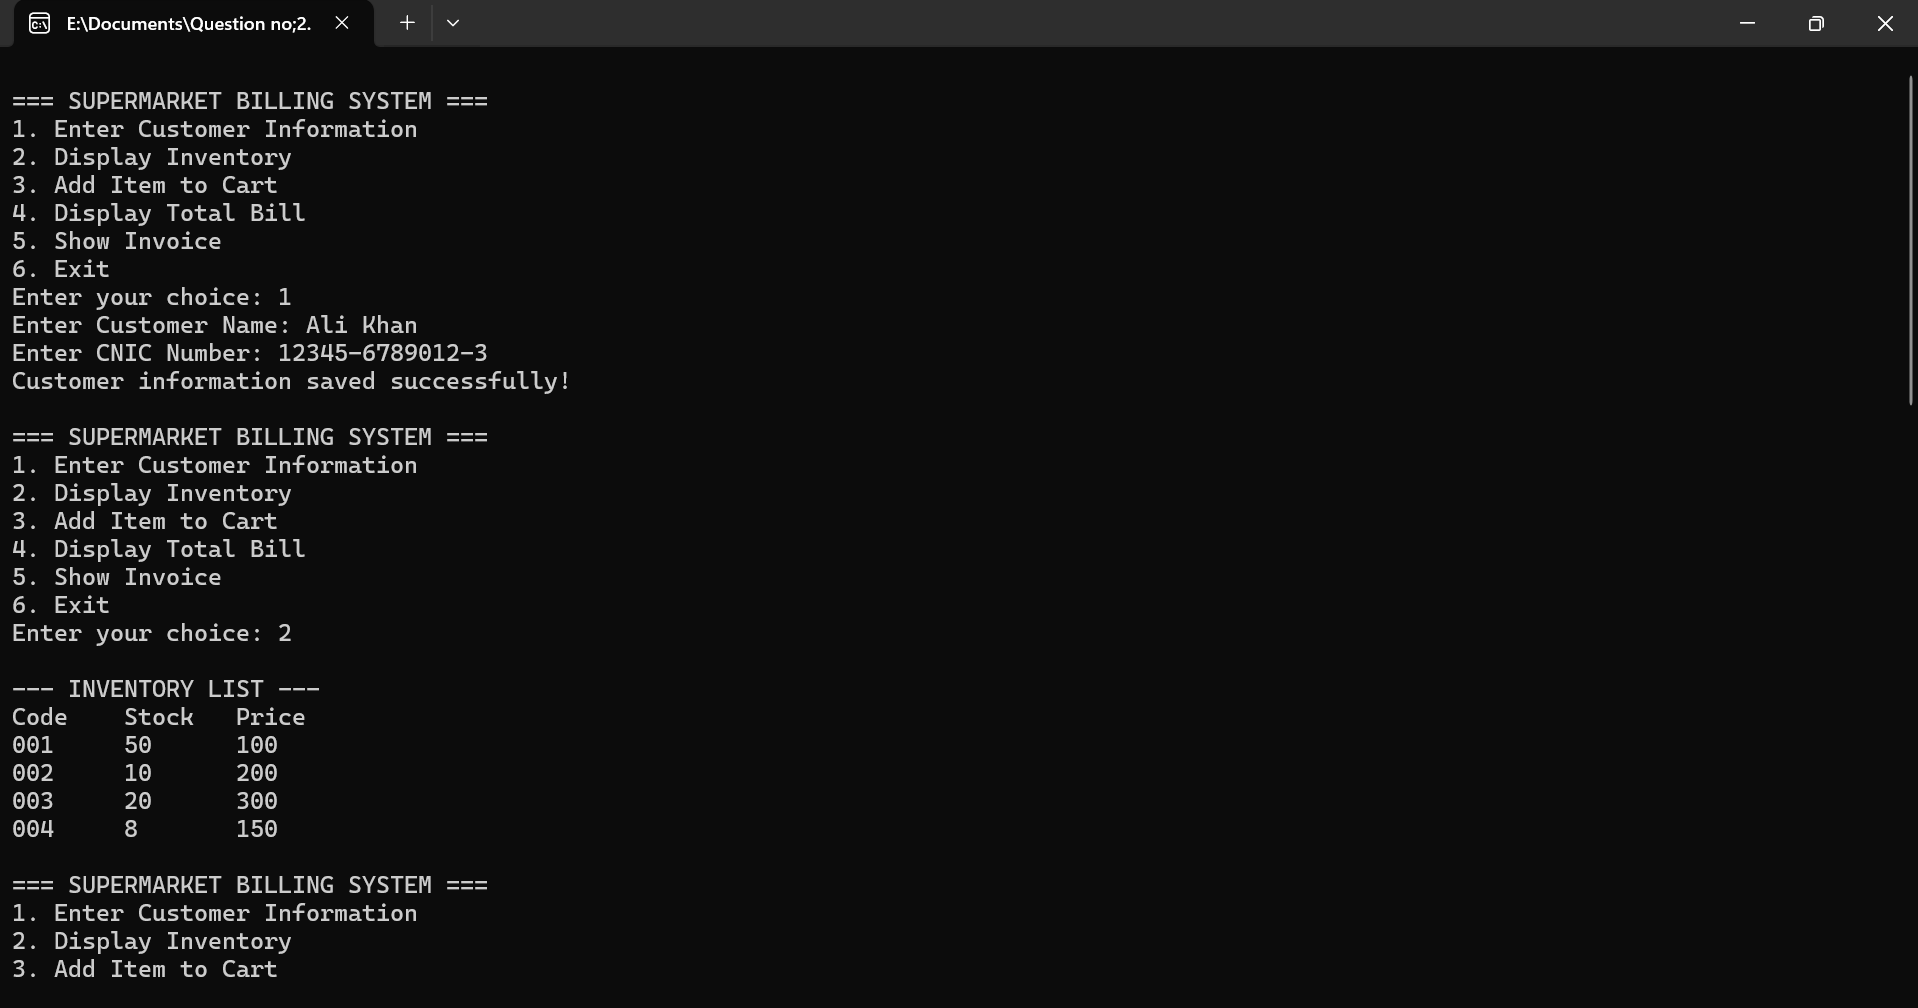 E:\Documents\Question no;2.
=== SUPERMARKET BILLING SYSTEM ===
1. Enter Customer Information
2. Display Inventory
3. Add Item to Cart
4. Display Total Bill
5. Show Invoice
6. Exit
Enter your choice: 1
Enter Customer Name: Ali Khan
Enter CNIC Number: 12345-6789012-3
Customer information saved successfully!
=== SUPERMARKET BILLING SYSTEM ===
1. Enter Customer Information
2. Display Inventory
3. Add Item to Cart
4. Display Total Bill
5. Show Invoice
6. Exit
Enter your choice: 2
--- INVENTORY LIST ---
Code    Stock   Price
001     50      100
002     10      200
003     20      300
004     8       150
=== SUPERMARKET BILLING SYSTEM ===
1. Enter Customer Information
2. Display Inventory
3. Add Item to Cart